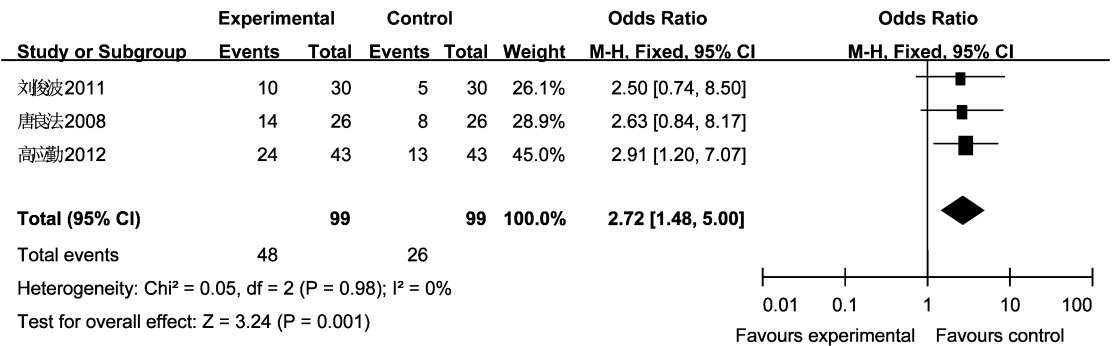 Experimental Control Odds Ratio Odds Ratio
Study or Subgroup Events Total Events Total Weight M-H, Fixed, 95% CI M-H, Fixed, 95% CI
刘俊波2011 10 30 5 30 26.1% 2.50 [0.74, 8.50]
唐良法2008 14 26 8 26 28.9% 2.63 [0.84, 8.17]
高应勤2012 24 43 13 43 45.0% 2.91 [1.20, 7.07]
Total (95% CI) 99 99 100.0% 2.72 [1.48, 5.00]
Total events 48 26
Heterogeneity: Chi² = 0.05, df = 2 (P = 0.98); I² = 0%
Test for overall effect: Z = 3.24 (P = 0.001)
0.01 0.1 1 10 100
Favours experimental Favours control